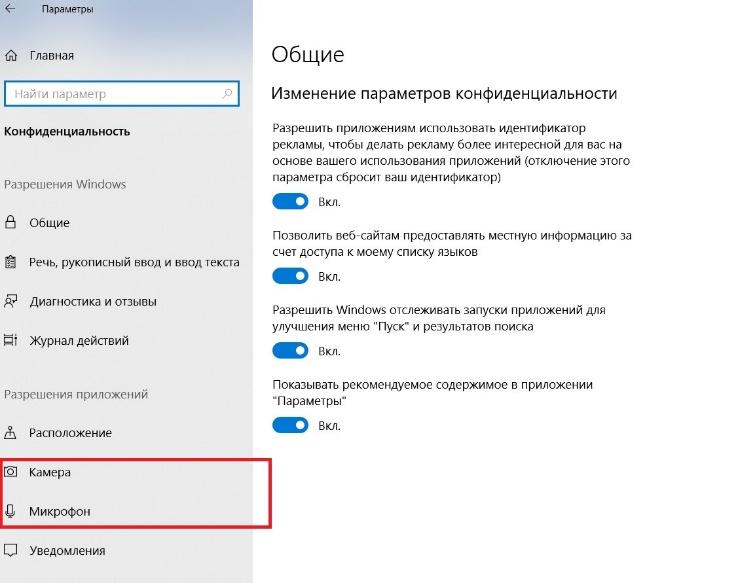 Параметры
Главная
Найти параметр
Конфиденциальность
Разрешения Windows
Общие
Речь, рукописный ввод и ввод текста
Диагностика и отзывы
Журнал действий
Разрешения приложений
Расположение
Камера
Микрофон
Уведомления
Общие
Изменение параметров конфиденциальности
Разрешить приложениям использовать идентификатор
рекламы, чтобы делать рекламу более интересной для вас на
основе вашего использования приложений (отключение этого
параметра сбросит ваш идентификатор)
Вкл.
Позволить веб-сайтам предоставлять местную информацию за
счет доступа к моему списку языков
Вкл.
Разрешить Windows отслеживать запуски приложений для
улучшения меню "Пуск" и результатов поиска
Вкл.
Показывать рекомендуемое содержимое в приложении
"Параметры"
Вкл.